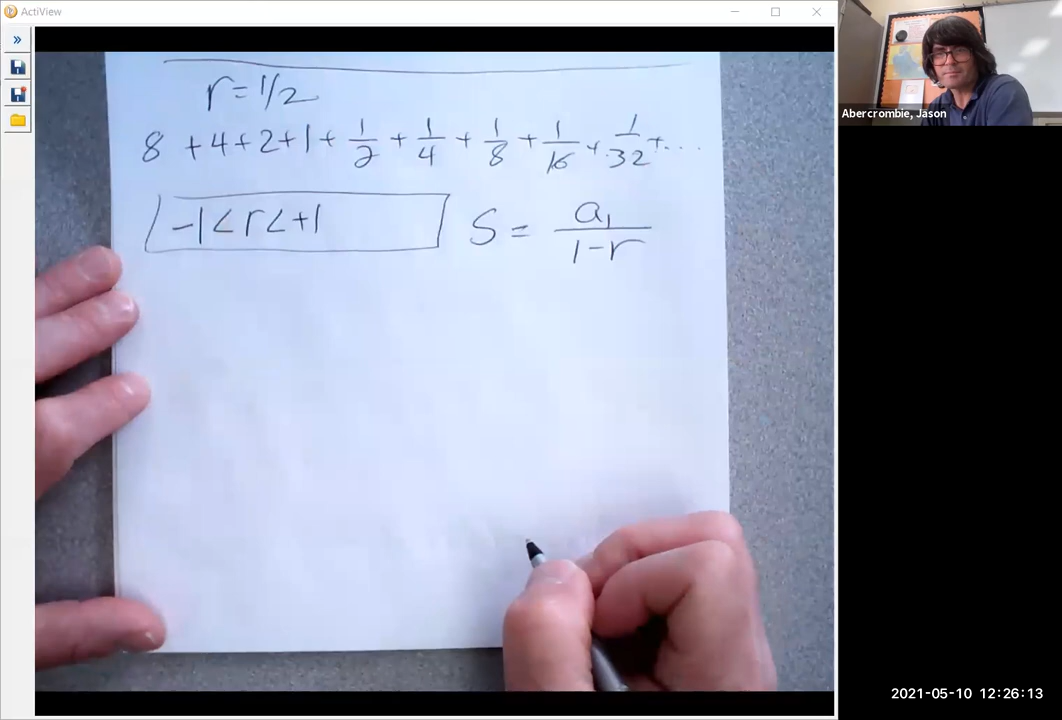 ActiView
r = 1/2
8 + 4 + 2 + 1 + 1/2 + 1/4 + 1/8 + 1/16 + 1/32 + ...
-1 < r < +1
S = a₁/(1-r)
Abercrombie, Jason
2021-05-10 12:26:13